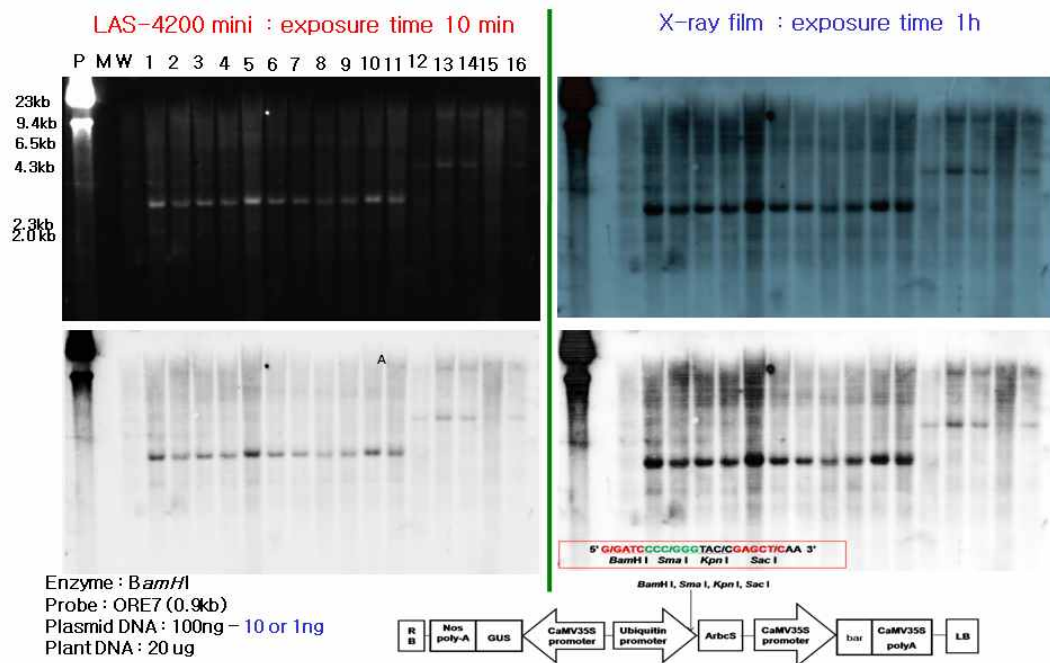 LAS-4200 mini : exposure time 10 min
X-ray film : exposure time 1h
P M W 1 2 3 4 5 6 7 8 9 10 11 12 13 14 15 16
23kb
9.4kb
6.5kb
4.3kb
2.3kb
2.0 kb
A
5' G/GATCCCC/GGGTAC/CGAGCT/CAA 3'
BamH I Sma I Kpn I Sac I
BamH I, Sma I, Kpn I, Sac I
Enzyme : BamHI
Probe : ORE7 (0.9kb)
Plasmid DNA : 100ng - 10 or 1ng
Plant DNA : 20 ug
R B
Nos poly-A
GUS
CaMV35S promoter
Ubiquitin promoter
ArbcS
CaMV35S promoter
bar
CaMV35S polyA
LB